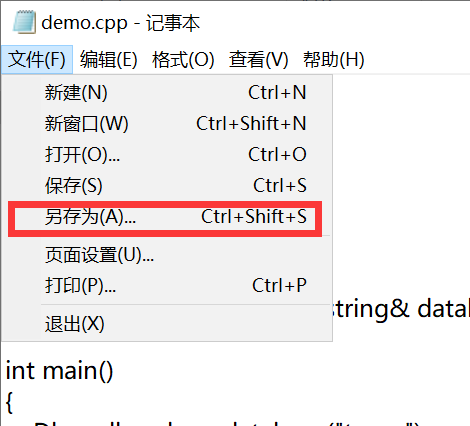 demo.cpp - 记事本
文件(F) 编辑(E) 格式(O) 查看(V) 帮助(H)
新建(N) Ctrl+N
新窗口(W) Ctrl+Shift+N
打开(O)... Ctrl+O
保存(S) Ctrl+S
另存为(A)... Ctrl+Shift+S
页面设置(U)...
打印(P)... Ctrl+P
string& datal
退出(X)
int main()
{